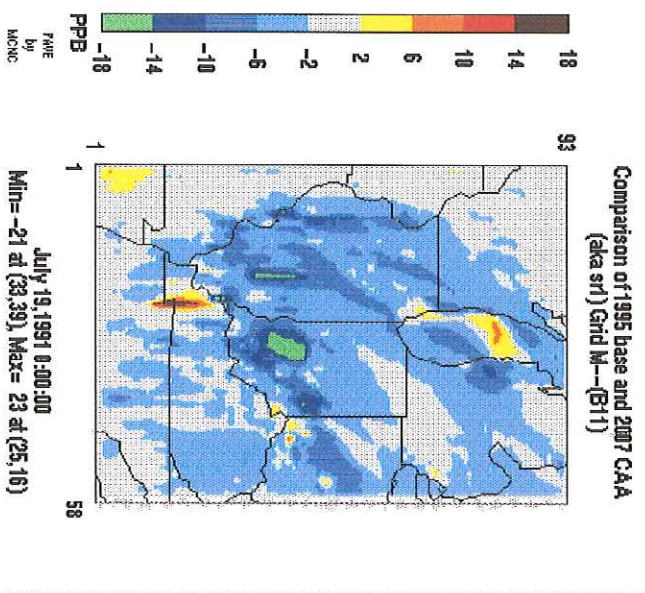 Comparison of 1995 base and 2007 CAA
(aka srl) Grid M---(B11)
18
14
10
6
2
-2
-6
-10
-14
-18
PPB
PAVE
by
MCNC
93
1
1
58
July 19,1991 0:00:00
Min= -21 at (33,39), Max= 23 at (25,16)